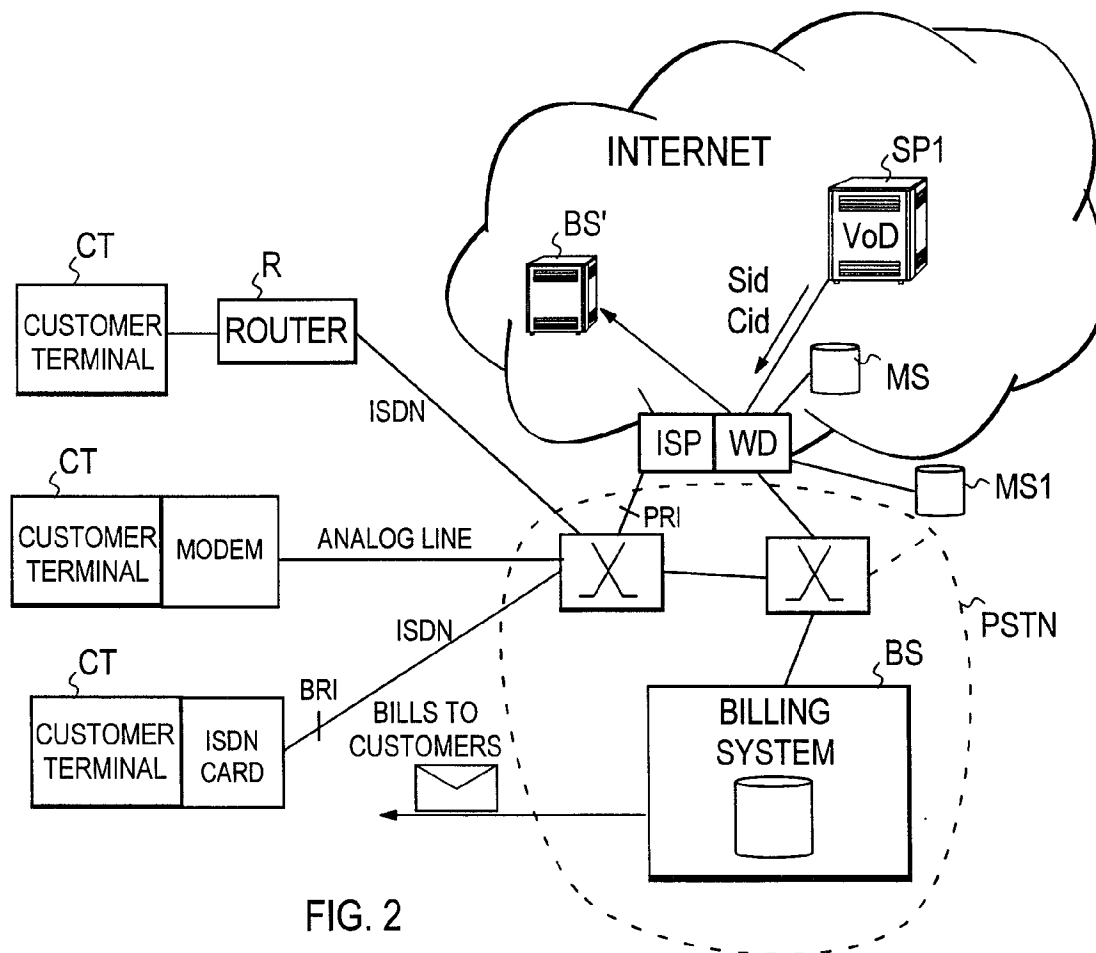 INTERNET
SP1
VoD
BS'
Sid
Cid
MS
CT
R
CUSTOMER
TERMINAL
ROUTER
ISDN
ISP
WD
MS1
CT
CUSTOMER
TERMINAL
MODEM
ANALOG LINE
PRI
ISDN
PSTN
CT
CUSTOMER
TERMINAL
ISDN
CARD
BRI
BILLS TO
CUSTOMERS
BS
BILLING
SYSTEM
FIG. 2